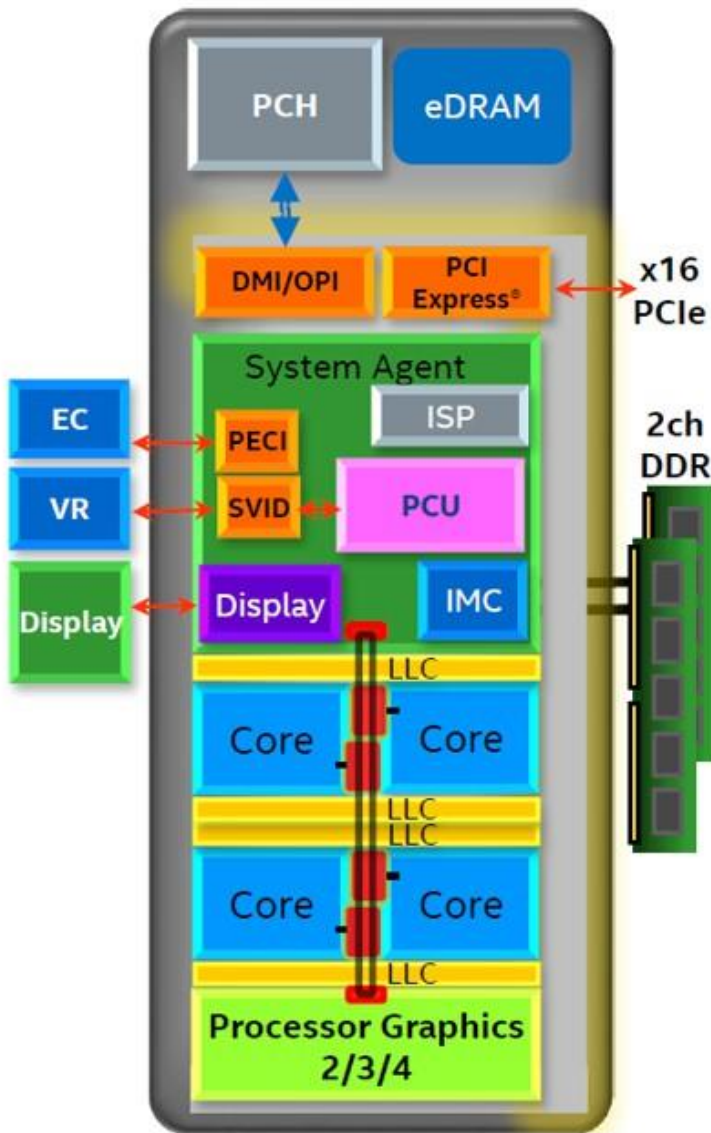 PCH
eDRAM
DMI/OPI
PCI
Express®
x16
PCIe
System Agent
ISP
EC
PECI
2ch
DDR
VR
SVID
PCU
Display
Display
IMC
LLC
Core
Core
LLC
LLC
Core
Core
LLC
Processor Graphics
2/3/4